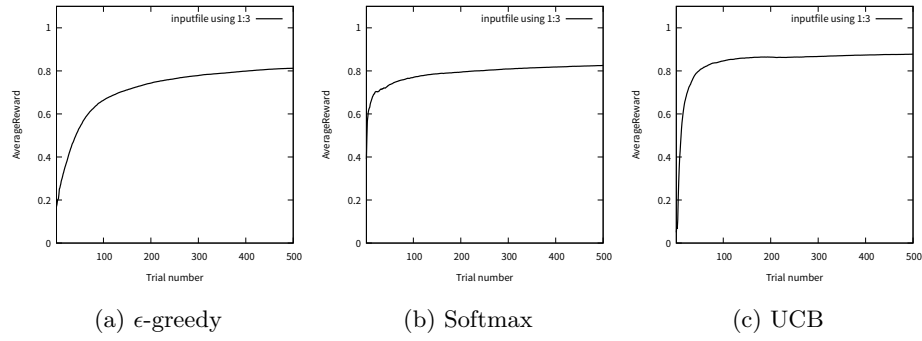 inputfile using 1:3
AverageReward
1
0.8
0.6
0.4
0.2
0
100 200 300 400 500
Trial number
(a) ϵ-greedy
inputfile using 1:3
AverageReward
1
0.8
0.6
0.4
0.2
0
100 200 300 400 500
Trial number
(b) Softmax
inputfile using 1:3
AverageReward
1
0.8
0.6
0.4
0.2
0
100 200 300 400 500
Trial number
(c) UCB